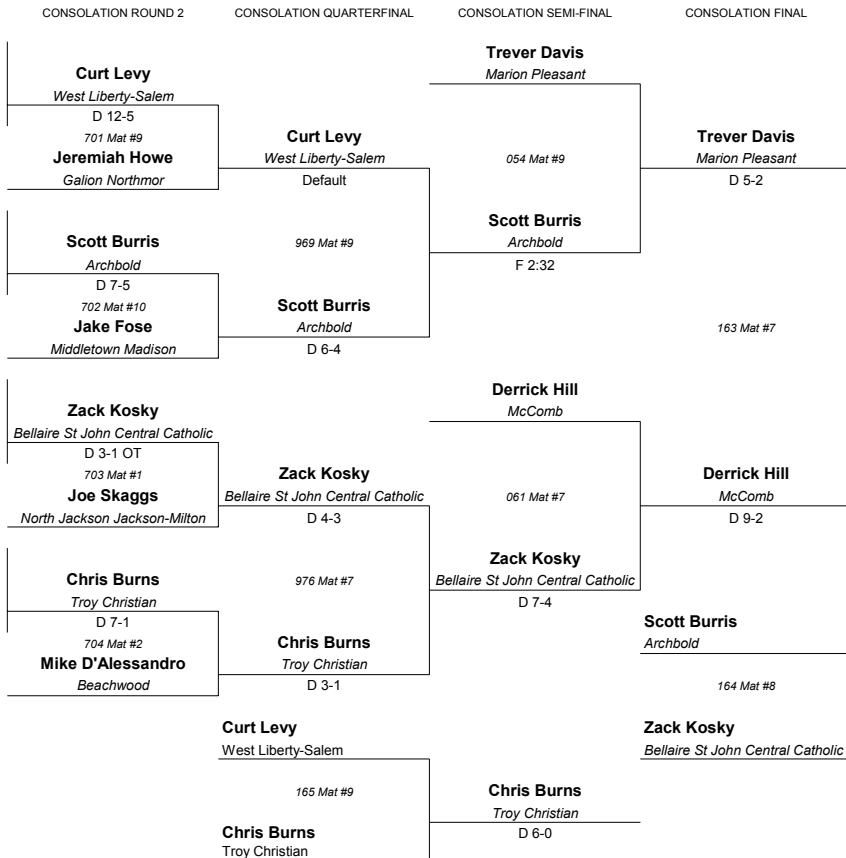 CONSOLATION ROUND 2
CONSOLATION QUARTERFINAL
CONSOLATION SEMI-FINAL
CONSOLATION FINAL
Curt Levy
West Liberty-Salem
D 12-5
701 Mat #9
Jeremiah Howe
Galion Northmor
Scott Burris
Archbold
D 7-5
702 Mat #10
Jake Fose
Middletown Madison
Zack Kosky
Bellaire St John Central Catholic
D 3-1 OT
703 Mat #1
Joe Skaggs
North Jackson Jackson-Milton
Chris Burns
Troy Christian
D 7-1
704 Mat #2
Mike D'Alessandro
Beachwood
Curt Levy
West Liberty-Salem
Default
969 Mat #9
Scott Burris
Archbold
D 6-4
Zack Kosky
Bellaire St John Central Catholic
D 4-3
976 Mat #7
Chris Burns
Troy Christian
D 3-1
Curt Levy
West Liberty-Salem
165 Mat #9
Chris Burns
Troy Christian
Trever Davis
Marion Pleasant
054 Mat #9
Scott Burris
Archbold
F 2:32
Derrick Hill
McComb
061 Mat #7
Zack Kosky
Bellaire St John Central Catholic
D 7-4
Chris Burns
Troy Christian
D 6-0
Trever Davis
Marion Pleasant
D 5-2
163 Mat #7
Derrick Hill
McComb
D 9-2
Scott Burris
Archbold
164 Mat #8
Zack Kosky
Bellaire St John Central Catholic